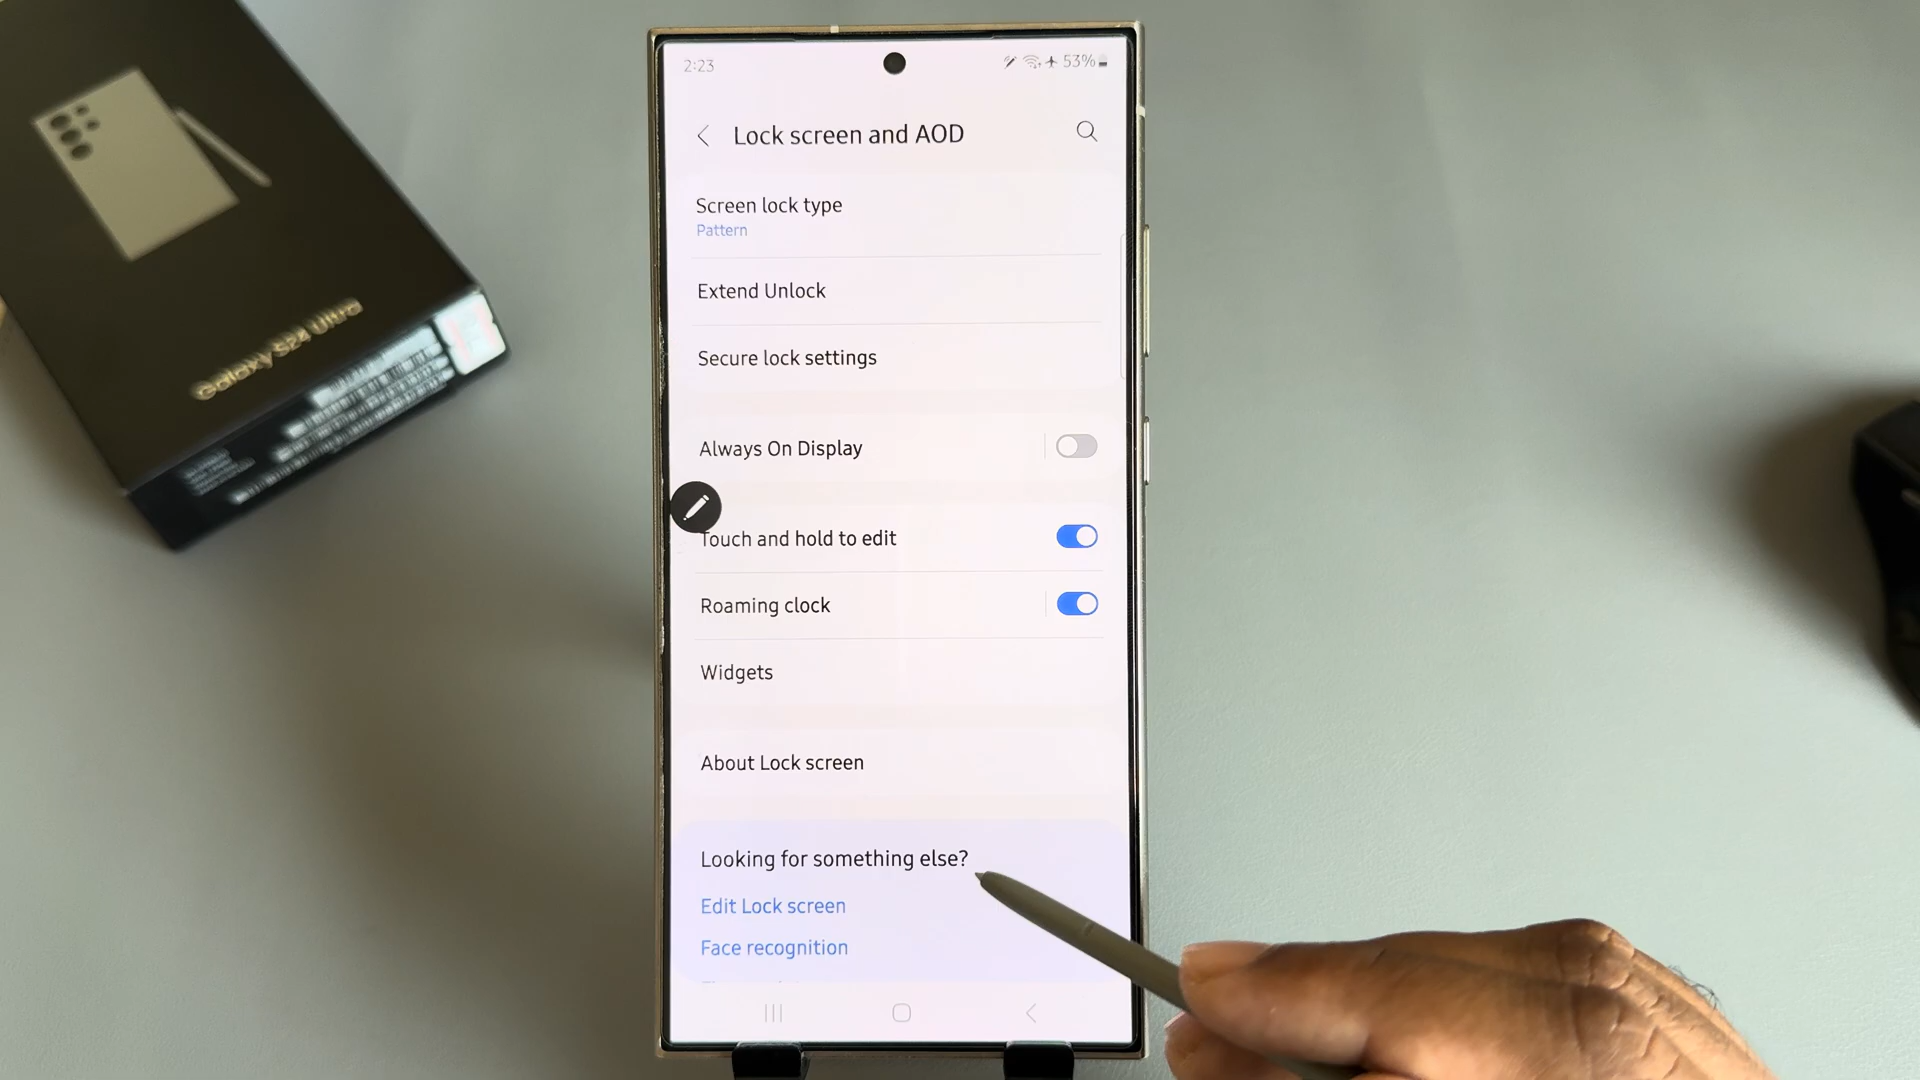 Galaxy S24 Ultra
2:23
53%
Lock screen and AOD
Screen lock type
Pattern
Extend Unlock
Secure lock settings
Always On Display
Touch and hold to edit
Roaming clock
Widgets
About Lock screen
Looking for something else?
Edit Lock screen
Face recognition